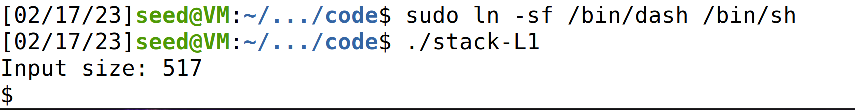 [02/17/23]seed@VM:~/.../code$ sudo ln -sf /bin/dash /bin/sh
[02/17/23]seed@VM:~/.../code$ ./stack-L1
Input size: 517
$